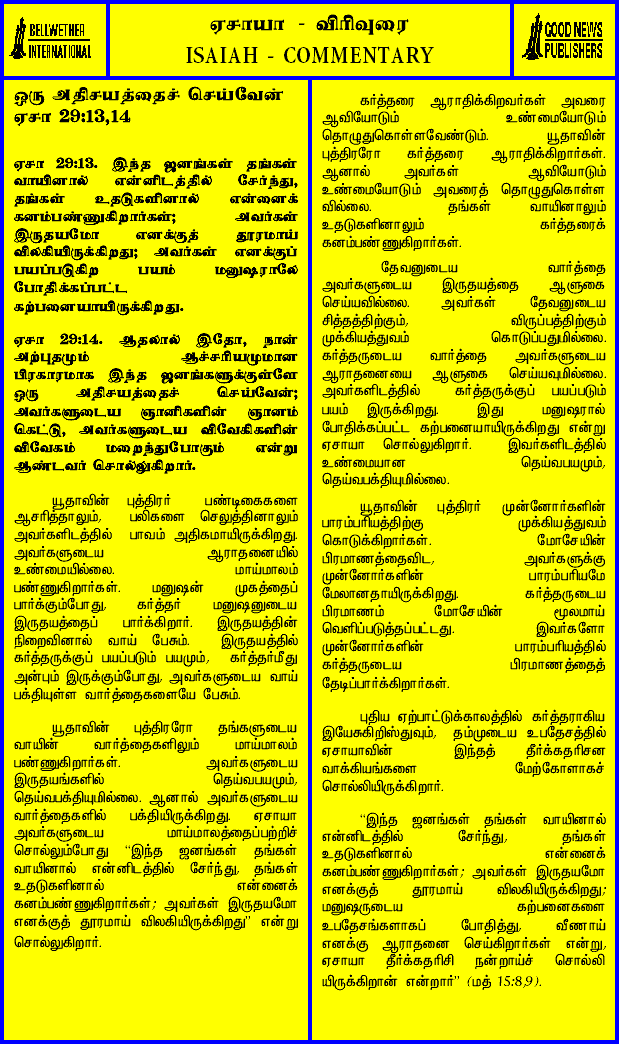 BELLWETHER
INTERNATIONAL
ஏசாயா - விரிவுரை
ISAIAH - COMMENTARY
GOOD NEWS
PUBLISHERS
ஒரு அதிசயத்தைச் செய்வேன்
ஏசா 29:13,14
ஏசா 29:13. இந்த ஜனங்கள் தங்கள்
வாயினால் என்னிடத்தில் சேர்ந்து,
தங்கள் உதடுகளினால் என்னைக்
கனம்பண்ணுகிறார்கள்; அவர்கள்
இருதயமோ எனக்குத் தூரமாய்
விலகியிருக்கிறது; அவர்கள் எனக்குப்
பயப்படுகிற பயம் மனுஷராலே
போதிக்கப்பட்ட
கற்பனையாயிருக்கிறது.
ஏசா 29:14. ஆதலால் இதோ, நான்
அற்புதமும் ஆச்சரியமுமான
பிரகாரமாக இந்த ஜனங்களுக்குள்ளே
ஒரு அதிசயத்தைச் செய்வேன்;
அவர்களுடைய ஞானிகளின் ஞானம்
கெட்டு, அவர்களுடைய விவேகிகளின்
விவேகம் மறைந்துபோகும் என்று
ஆண்டவர் சொல்லுகிறார்.
யூதாவின் புத்திரர் பண்டிகைகளை
ஆசரித்தாலும், பலிகளை செலுத்தினாலும்
அவர்களிடத்தில் பாவம் அதிகமாயிருக்கிறது.
அவர்களுடைய ஆராதனையில்
உண்மையில்லை. மாய்மாலம்
பண்ணுகிறார்கள். மனுஷன் முகத்தைப்
பார்க்கும்போது, கர்த்தர் மனுஷனுடைய
இருதயத்தைப் பார்க்கிறார். இருதயத்தின்
நிறைவினால் வாய் பேசும். இருதயத்தில்
கர்த்தருக்குப் பயப்படும் பயமும், கர்த்தர்மீது
அன்பும் இருக்கும்போது, அவர்களுடைய வாய்
பக்தியுள்ள வார்த்தைகளையே பேசும்.
யூதாவின் புத்திரரோ தங்களுடைய
வாயின் வார்த்தைகளிலும் மாய்மாலம்
பண்ணுகிறார்கள். அவர்களுடைய
இருதயங்களில் தெய்வபயமும்,
தெய்வபக்தியுமில்லை. ஆனால் அவர்களுடைய
வார்த்தைகளில் பக்தியிருக்கிறது. ஏசாயா
அவர்களுடைய மாய்மாலத்தைப்பற்றிச்
சொல்லும்போது "இந்த ஜனங்கள் தங்கள்
வாயினால் என்னிடத்தில் சேர்ந்து, தங்கள்
உதடுகளினால் என்னைக்
கனம்பண்ணுகிறார்கள்; அவர்கள் இருதயமோ
எனக்குத் தூரமாய் விலகியிருக்கிறது" என்று
சொல்லுகிறார்.
கர்த்தரை ஆராதிக்கிறவர்கள் அவரை
ஆவியோடும் உண்மையோடும்
தொழுதுகொள்ளவேண்டும். யூதாவின்
புத்திரரோ கர்த்தரை ஆராதிக்கிறார்கள்.
ஆனால் அவர்கள் ஆவியோடும்
உண்மையோடும் அவரைத் தொழுதுகொள்ள
வில்லை. தங்கள் வாயினாலும்
உதடுகளினாலும் கர்த்தரைக்
கனம்பண்ணுகிறார்கள்.
தேவனுடைய வார்த்தை
அவர்களுடைய இருதயத்தை ஆளுகை
செய்யவில்லை. அவர்கள் தேவனுடைய
சித்தத்திற்கும், விருப்பத்திற்கும்
முக்கியத்துவம் கொடுப்பதுமில்லை.
கர்த்தருடைய வார்த்தை அவர்களுடைய
ஆராதனையை ஆளுகை செய்யவுமில்லை.
அவர்களிடத்தில் கர்த்தருக்குப் பயப்படும்
பயம் இருக்கிறது. இது மனுஷரால்
போதிக்கப்பட்ட கற்பனையாயிருக்கிறது என்று
ஏசாயா சொல்லுகிறார். இவர்களிடத்தில்
உண்மையான தெய்வபயமும்,
தெய்வபக்தியுமில்லை.
யூதாவின் புத்திரர் முன்னோர்களின்
பாரம்பரியத்திற்கு முக்கியத்துவம்
கொடுக்கிறார்கள். மோசேயின்
பிரமாணத்தைவிட, அவர்களுக்கு
முன்னோர்களின் பாரம்பரியமே
மேலானதாயிருக்கிறது. கர்த்தருடைய
பிரமாணம் மோசேயின் மூலமாய்
வெளிப்படுத்தப்பட்டது. இவர்களோ
முன்னோர்களின் பாரம்பரியத்தில்
கர்த்தருடைய பிரமாணத்தைத்
தேடிப்பார்க்கிறார்கள்.
புதிய ஏற்பாட்டுக்காலத்தில் கர்த்தராகிய
இயேசுகிறிஸ்துவும், தம்முடைய உபதேசத்தில்
ஏசாயாவின் இந்தத் தீர்க்கதரிசன
வாக்கியங்களை மேற்கோளாகச்
சொல்லியிருக்கிறார்.
"இந்த ஜனங்கள் தங்கள் வாயினால்
என்னிடத்தில் சேர்ந்து, தங்கள்
உதடுகளினால் என்னைக்
கனம்பண்ணுகிறார்கள்; அவர்கள் இருதயமோ
எனக்குத் தூரமாய் விலகியிருக்கிறது;
மனுஷருடைய கற்பனைகளை
உபதேசங்களாகப் போதித்து, வீணாய்
எனக்கு ஆராதனை செய்கிறார்கள் என்று,
ஏசாயா தீர்க்கதரிசி நன்றாய்ச் சொல்லி
யிருக்கிறான் என்றார்" (மத் 15:8,9).